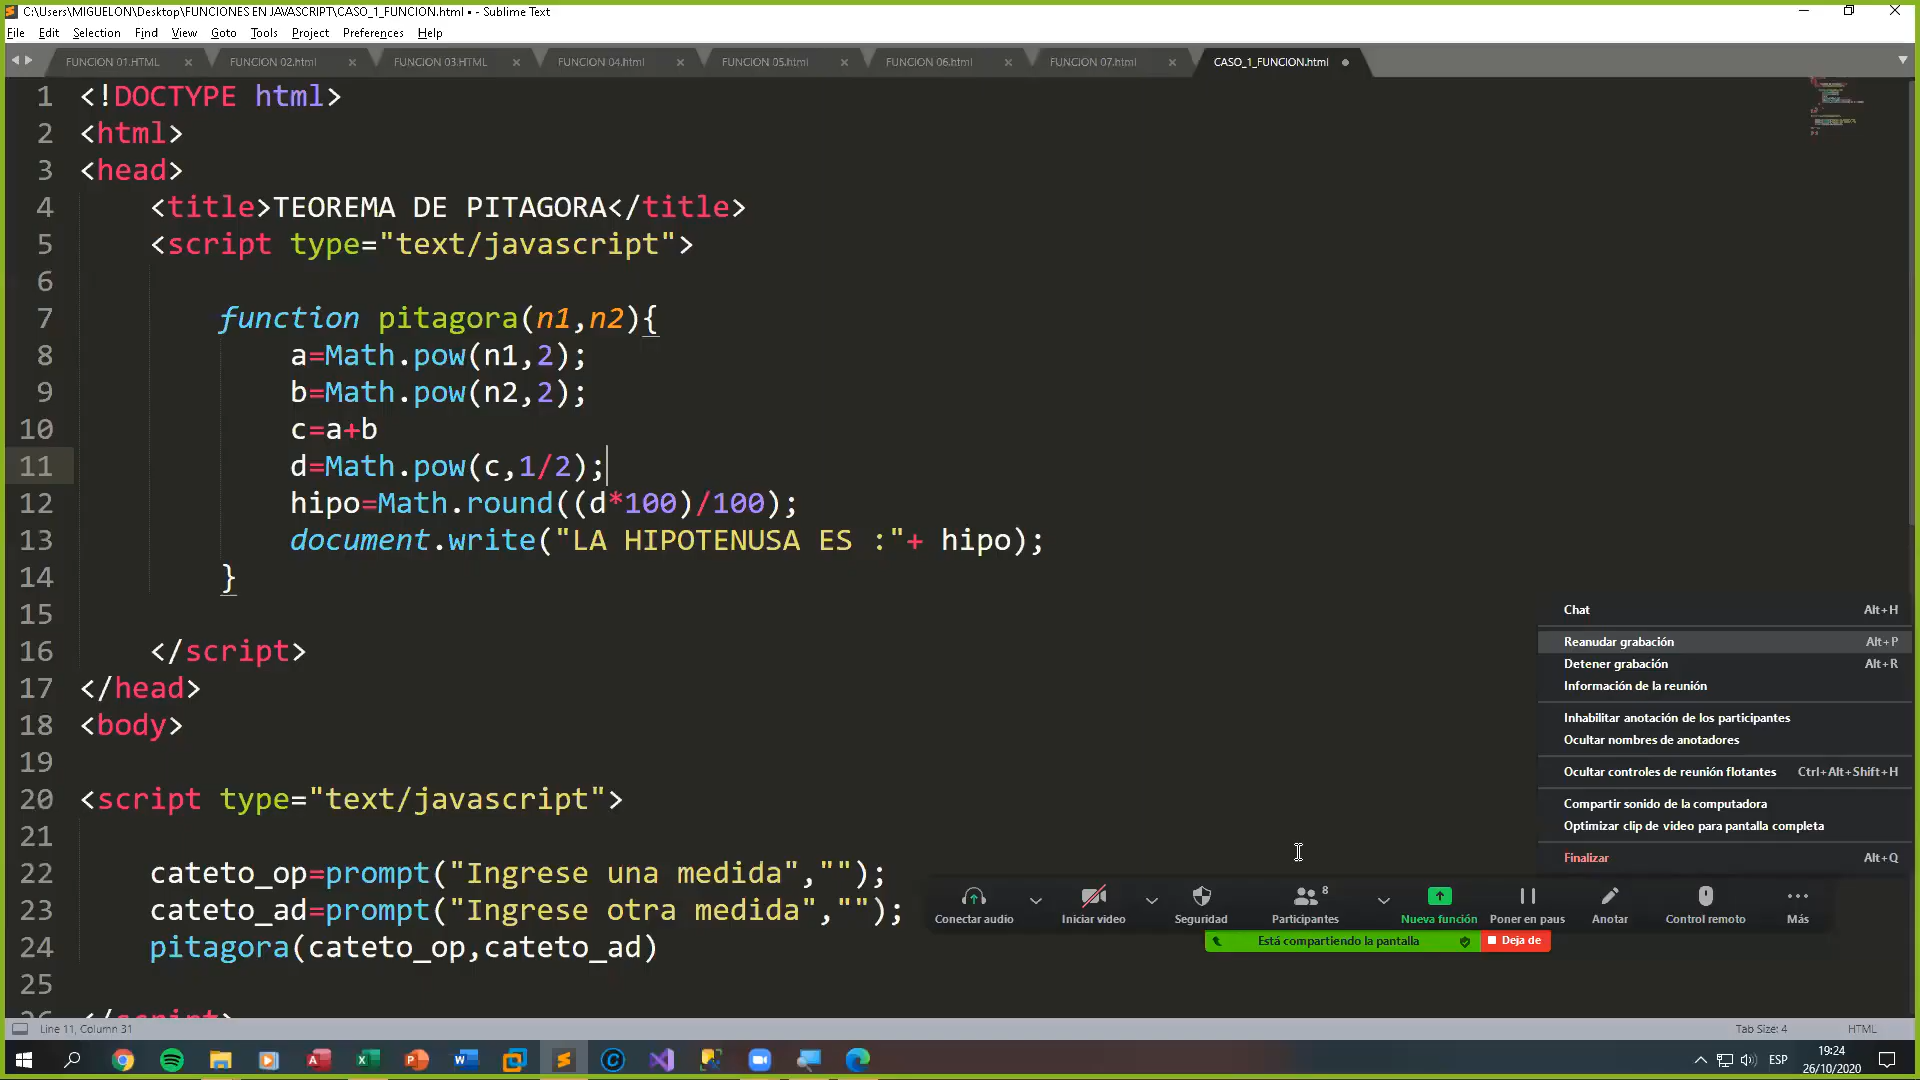 C:\Users\MIGUELON\Desktop\FUNCIONES EN JAVASCRIPT\CASO_1_FUNCION.html • - Sublime Text
File Edit Selection Find View Goto Tools Project Preferences Help
FUNCION 01.HTML × FUNCION 02.html × FUNCION 03.HTML × FUNCION 04.html × FUNCION 05.html × FUNCION 06.html × FUNCION 07.html × CASO_1_FUNCION.html
1 <!DOCTYPE html>
2 <html>
3 <head>
4 <title>TEOREMA DE PITAGORA</title>
5 <script type="text/javascript">
6
7 function pitagora(n1,n2){
8 a=Math.pow(n1,2);
9 b=Math.pow(n2,2);
10 c=a+b
11 d=Math.pow(c,1/2);
12 hipo=Math.round((d*100)/100);
13 document.write("LA HIPOTENUSA ES :"+ hipo);
14 }
15
16 </script>
17 </head>
18 <body>
19
20 <script type="text/javascript">
21
22 cateto_op=prompt("Ingrese una medida","");
23 cateto_ad=prompt("Ingrese otra medida","");
24 pitagora(cateto_op,cateto_ad)
25
26 </script>
Chat Alt+H
Reanudar grabación Alt+P
Detener grabación Alt+R
Información de la reunión
Inhabilitar anotación de los participantes
Ocultar nombres de anotadores
Ocultar controles de reunión flotantes Ctrl+Alt+Shift+H
Compartir sonido de la computadora
Optimizar clip de video para pantalla completa
Finalizar Alt+Q
8
Conectar audio Iniciar video Seguridad Participantes Nueva función Poner en paus Anotar Control remoto Más
Está compartiendo la pantalla Deja de
Line 11, Column 31 Tab Size: 4 HTML
ESP 19:24
26/10/2020